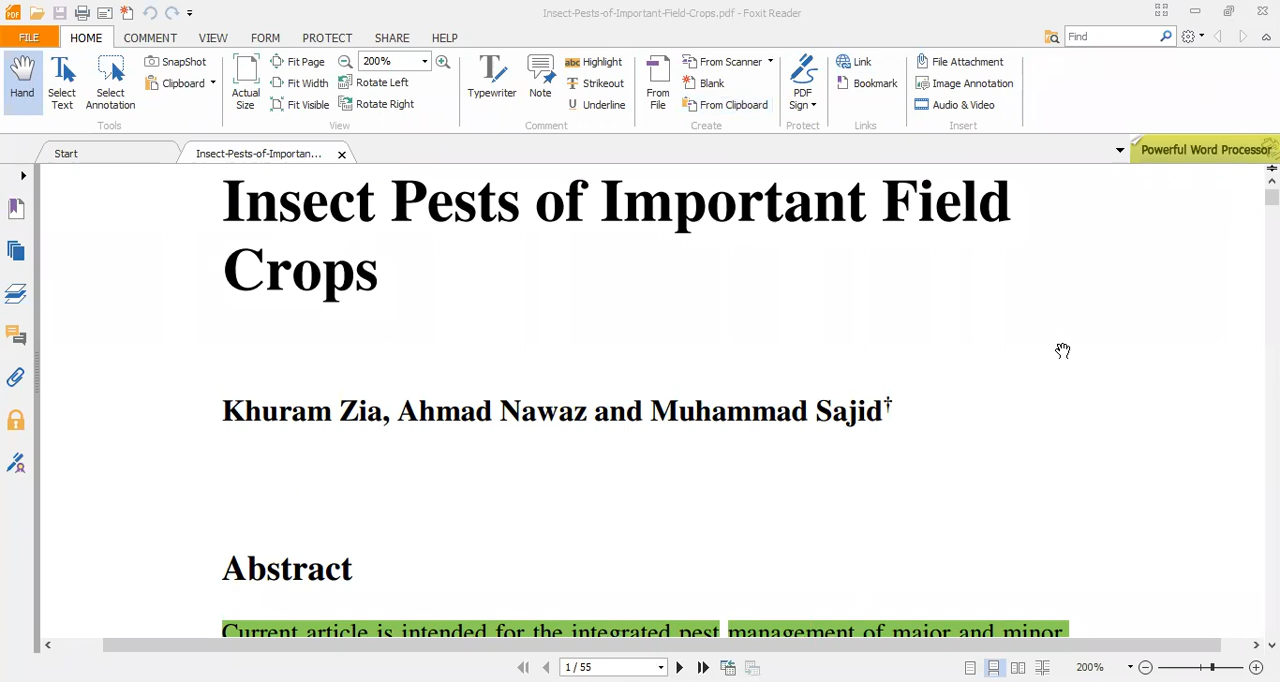 Insect-Pests-of-Important-Field-Crops.pdf - Foxit Reader
FILE HOME COMMENT VIEW FORM PROTECT SHARE HELP Find
Hand
Select Text
Select Annotation
SnapShot
Clipboard
Tools
Actual Size
Fit Page
Fit Width
Fit Visible
200%
Rotate Left
Rotate Right
View
Typewriter
Note
abc Highlight
Strikeout
Underline
Comment
From File
From Scanner
Blank
From Clipboard
Create
PDF Sign
Protect
Link
Bookmark
Links
File Attachment
Image Annotation
Audio & Video
Insert
Start
Insect-Pests-of-Importan...
Powerful Word Processor
Insect Pests of Important Field
Crops
Khuram Zia, Ahmad Nawaz and Muhammad Sajid†
Abstract
Current article is intended for the integrated pest management of major and minor
1 / 55
200%